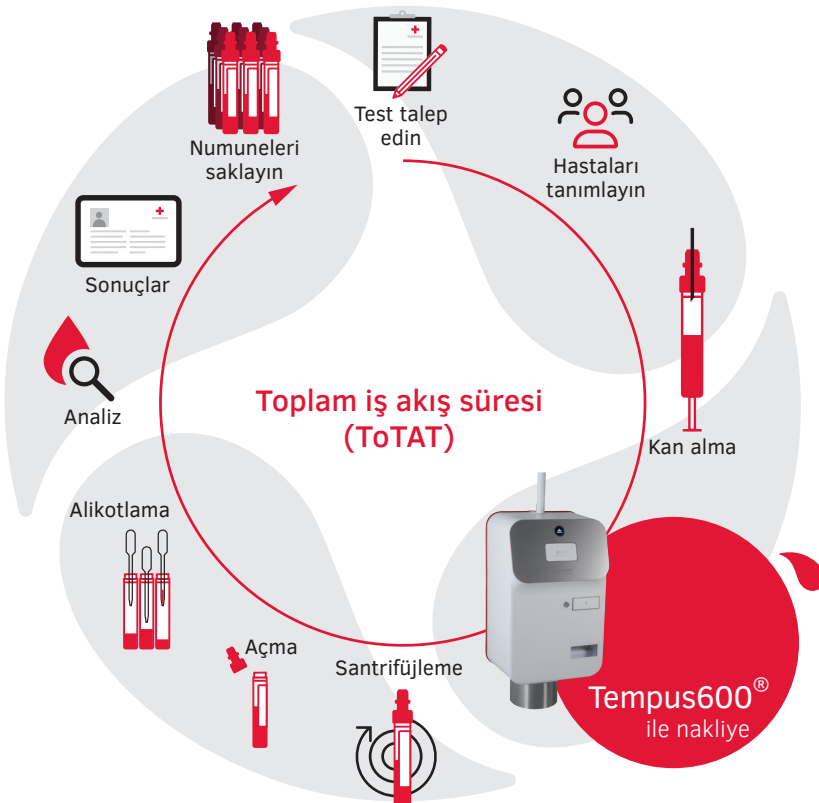 Test talep
edin
Hastaları
tanımlayın
Kan alma
Tempus600®
ile nakliye
Santrifüjleme
Açma
Alikotlama
Analiz
Sonuçlar
Numuneleri
saklayın
Toplam iş akış süresi
(ToTAT)